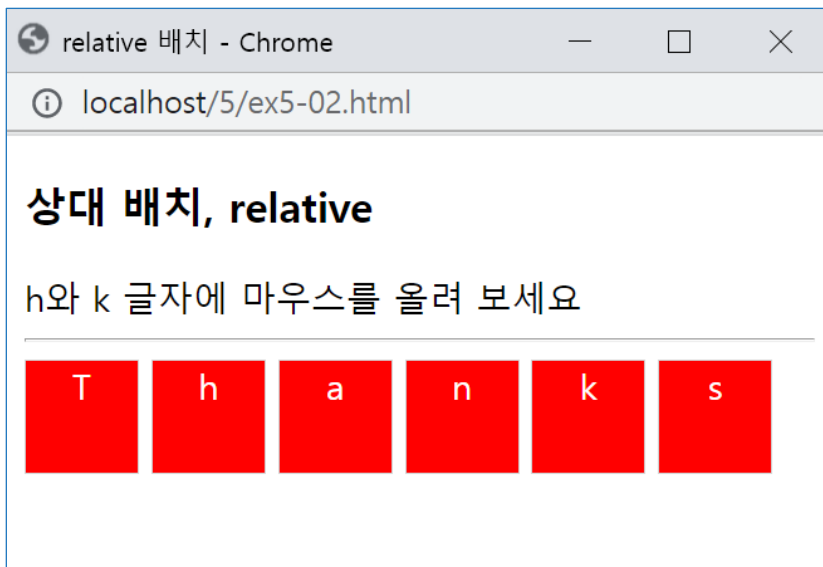 relative 배치 - Chrome
localhost/5/ex5-02.html
상대 배치, relative
h와 k 글자에 마우스를 올려 보세요
T h a n k s